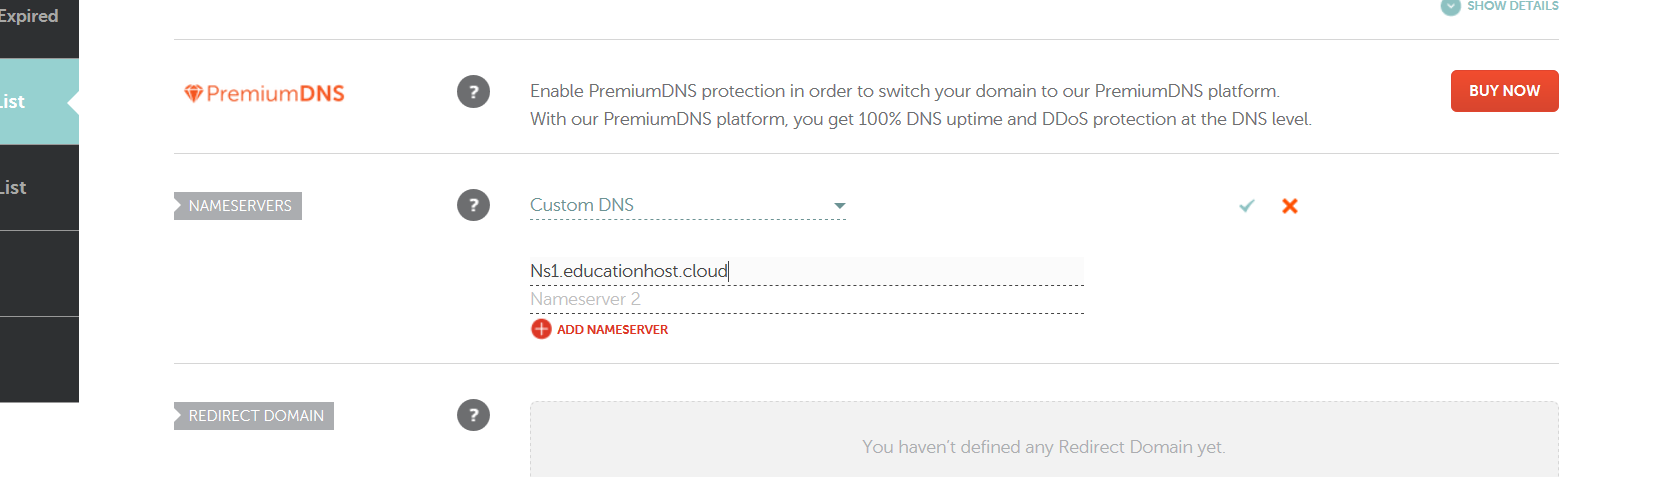 Expired
SHOW DETAILS
List
PremiumDNS
?
Enable PremiumDNS protection in order to switch your domain to our PremiumDNS platform.
With our PremiumDNS platform, you get 100% DNS uptime and DDoS protection at the DNS level.
BUY NOW
List
NAMESERVERS
?
Custom DNS
Ns1.educationhost.cloud
Nameserver 2
ADD NAMESERVER
REDIRECT DOMAIN
?
You haven't defined any Redirect Domain yet.